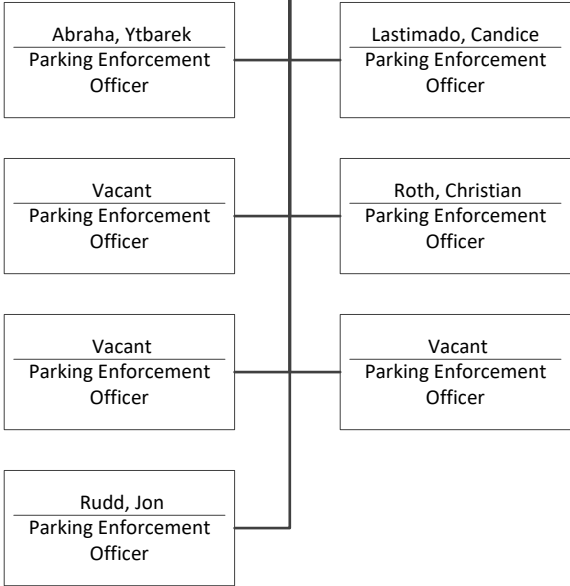 Abraha, Ytbarek
Parking Enforcement
Officer
Lastimado, Candice
Parking Enforcement
Officer
Vacant
Parking Enforcement
Officer
Roth, Christian
Parking Enforcement
Officer
Vacant
Parking Enforcement
Officer
Vacant
Parking Enforcement
Officer
Rudd, Jon
Parking Enforcement
Officer